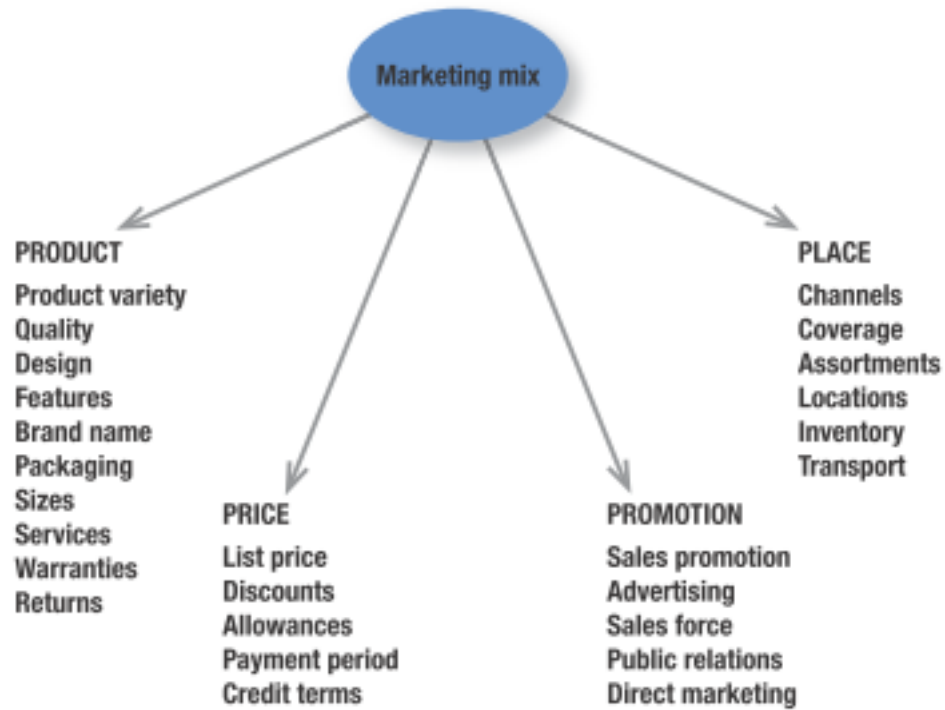 Marketing mix
PRODUCT
Product variety
Quality
Design
Features
Brand name
Packaging
Sizes
Services
Warranties
Returns
PRICE
List price
Discounts
Allowances
Payment period
Credit terms
PROMOTION
Sales promotion
Advertising
Sales force
Public relations
Direct marketing
PLACE
Channels
Coverage
Assortments
Locations
Inventory
Transport